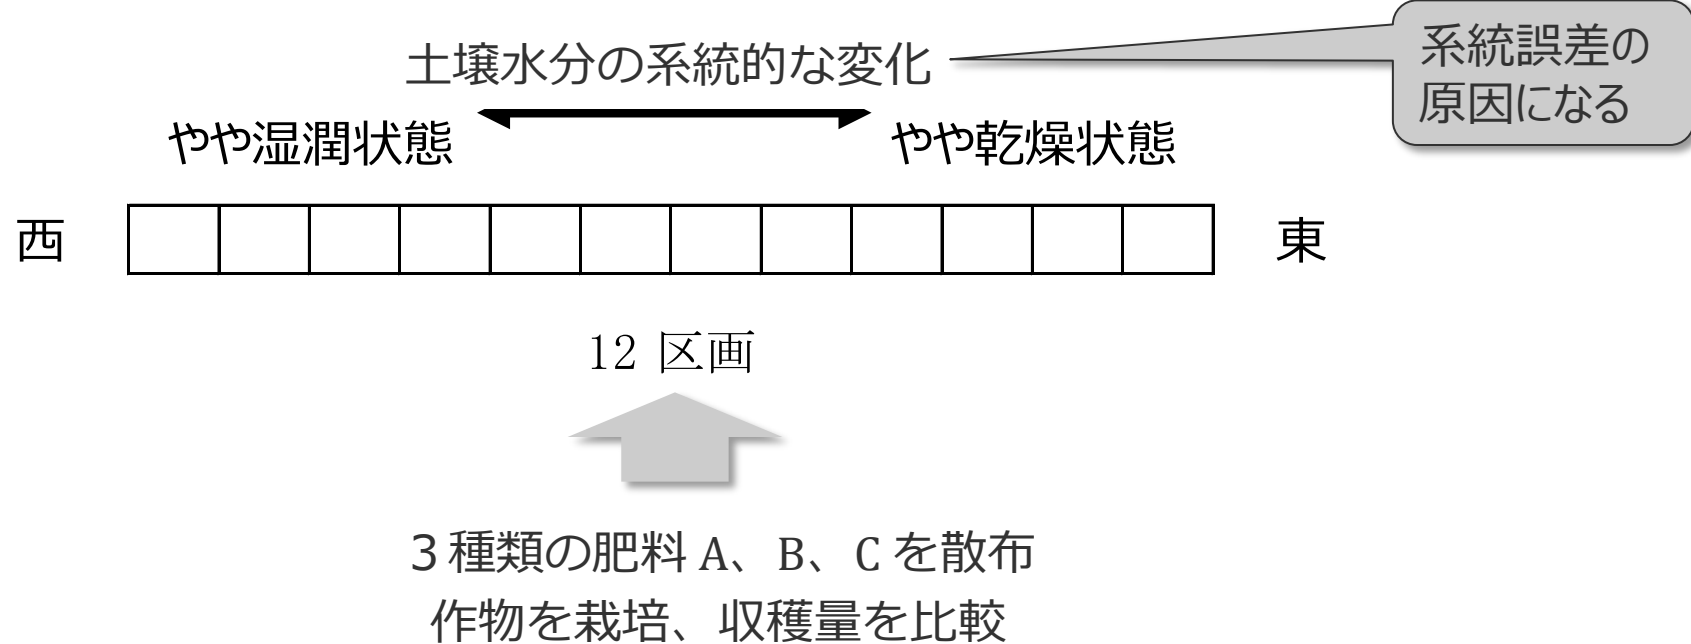 土壌水分の系統的な変化
系統誤差の
原因になる
やや湿潤状態
やや乾燥状態
西
東
12 区画
3 種類の肥料 A、B、C を散布
作物を栽培、収穫量を比較